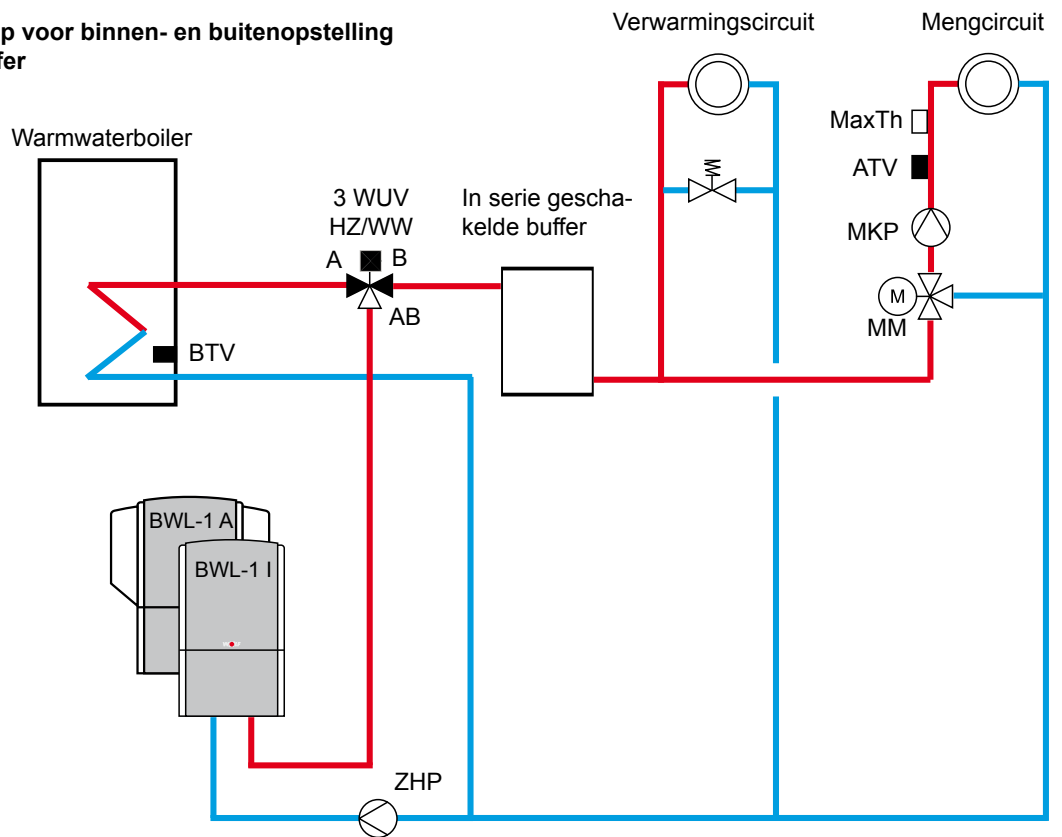 voor binnen- en buitenopstelling
Verwarmingscircuit
Mengcircuit
Warmwaterboiler
3 WUV
HZ/WW
A
B
AB
In serie gescha-
kelde buffer
MaxTh
ATV
MKP
M
MM
BTV
BWL-1 A
BWL-1 I
ZHP